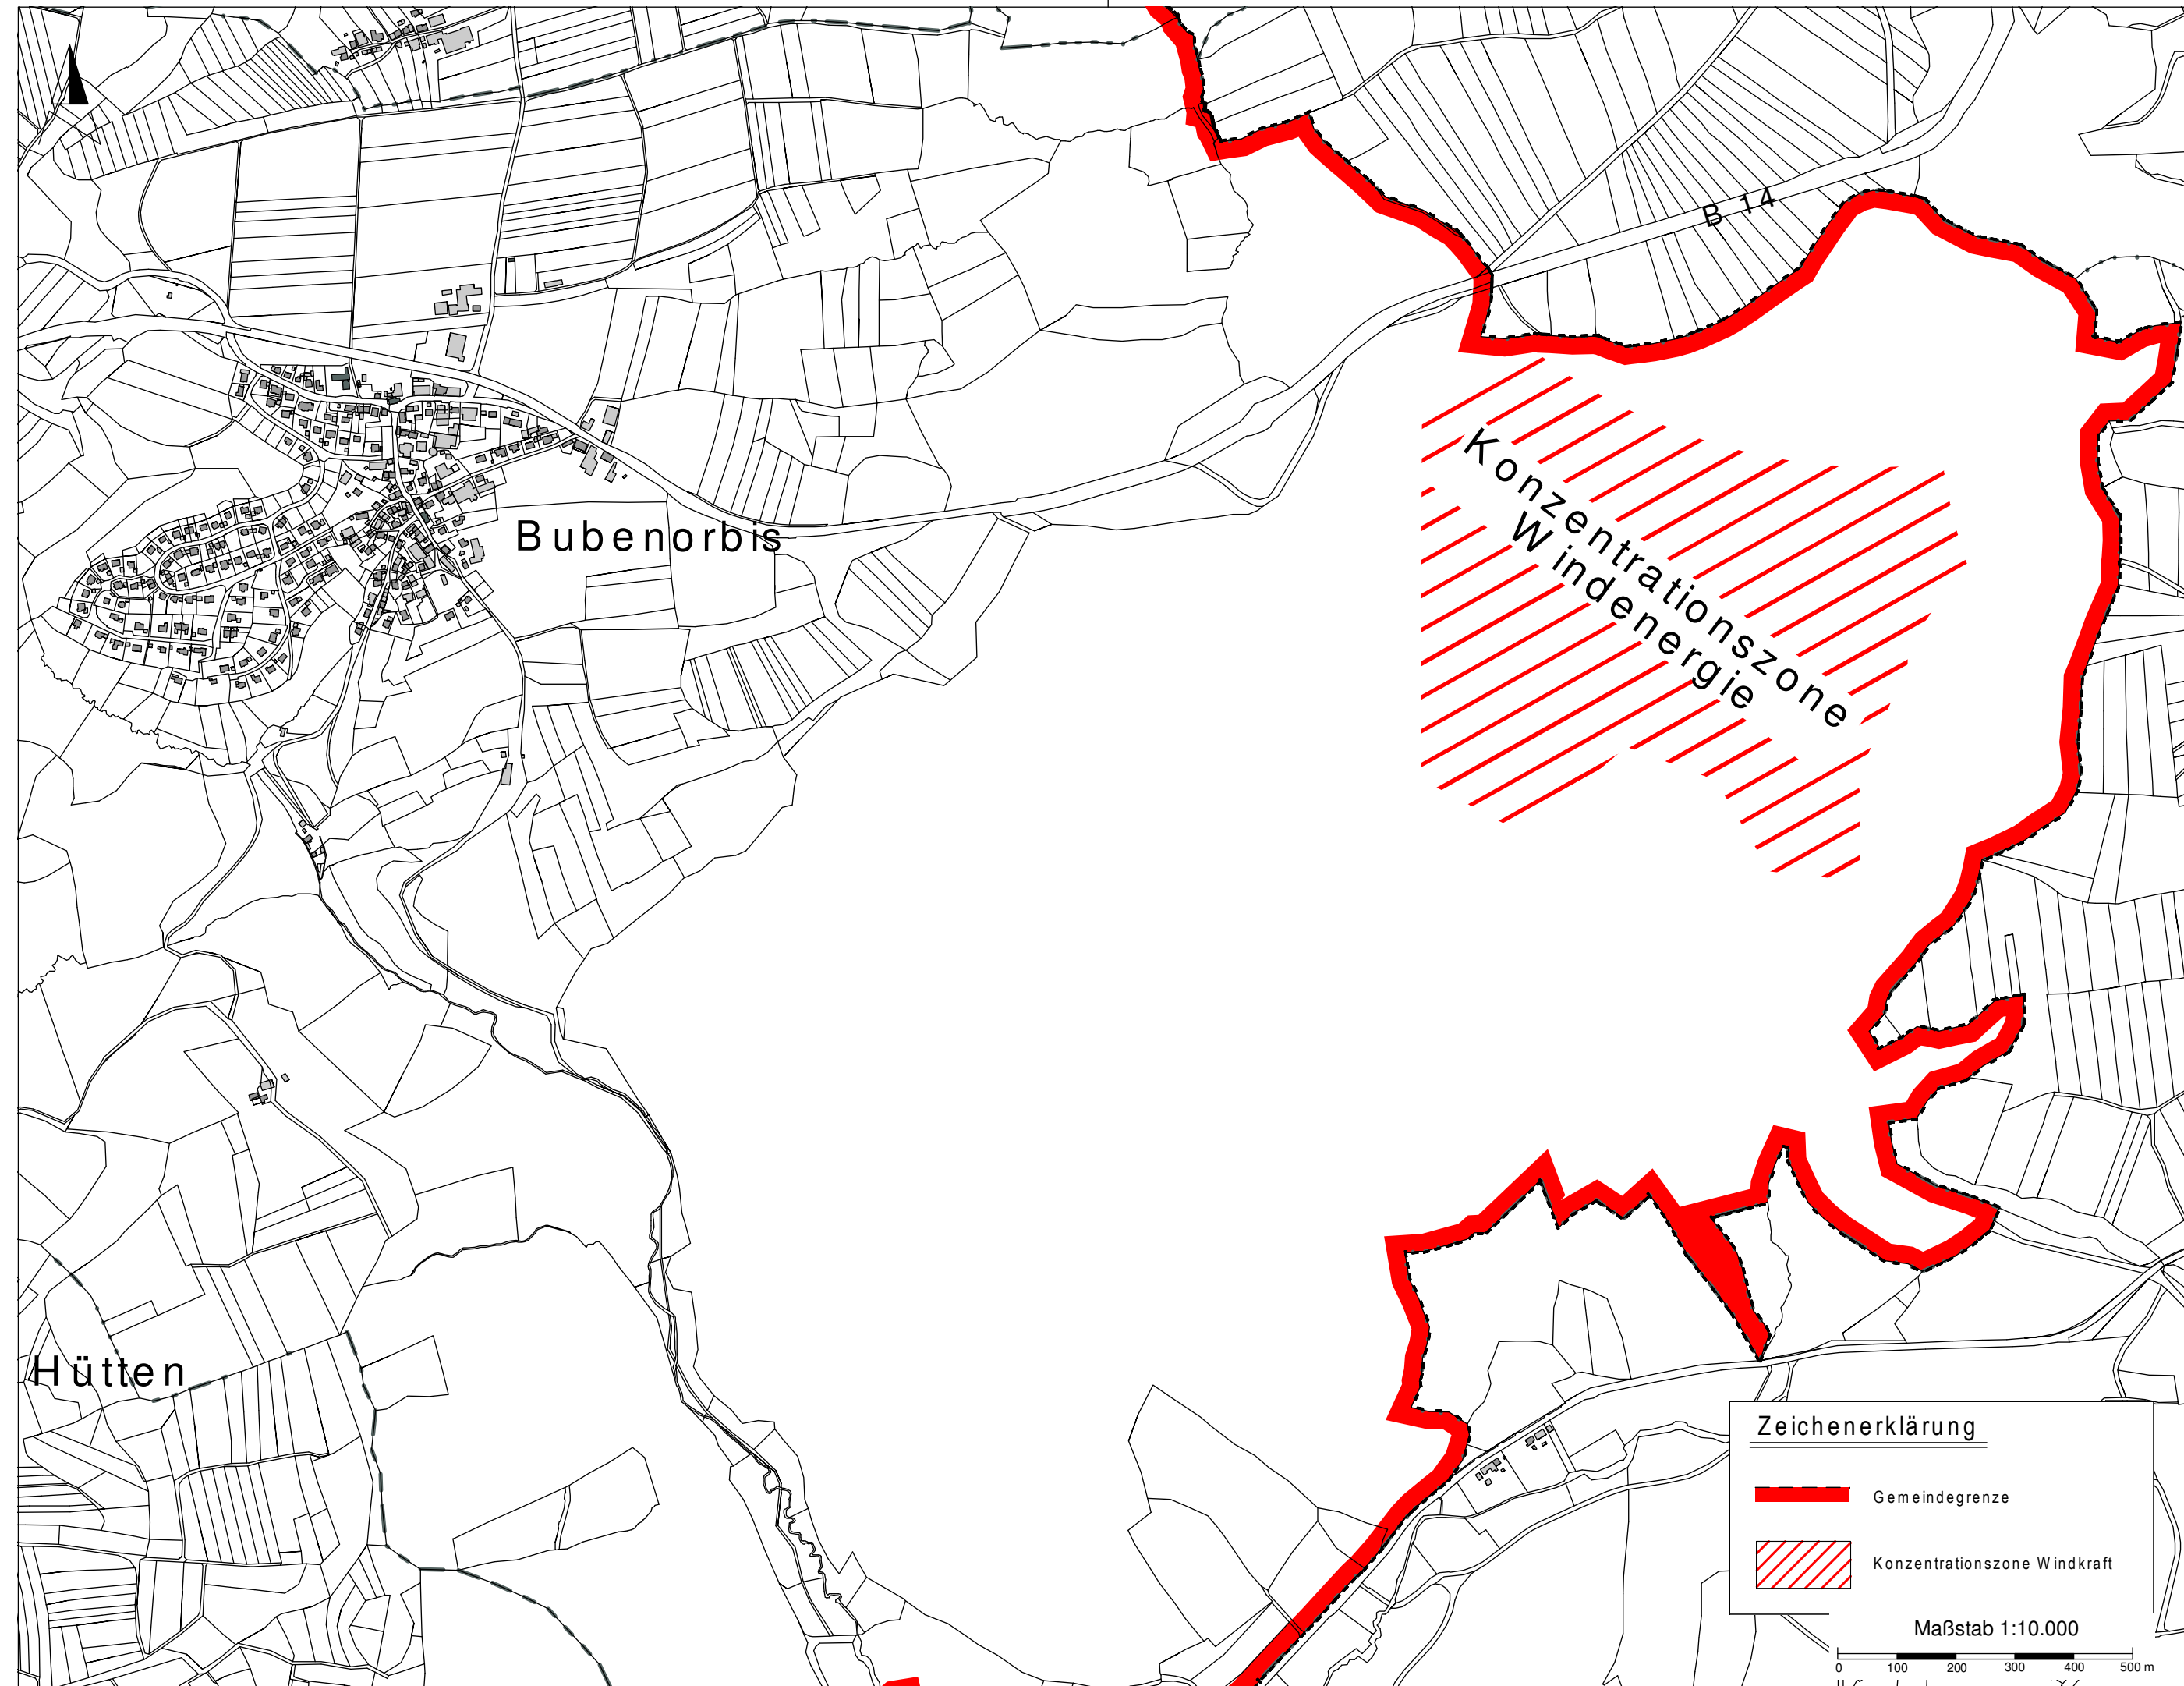 B 14
Konzentrationszone
Windenergie
Bubenorbis
Hütten
Zeichenerklärung
Gemeindegrenze
Konzentrationszone Windkraft
Maßstab 1:10.000
0 100 200 300 400 500 m